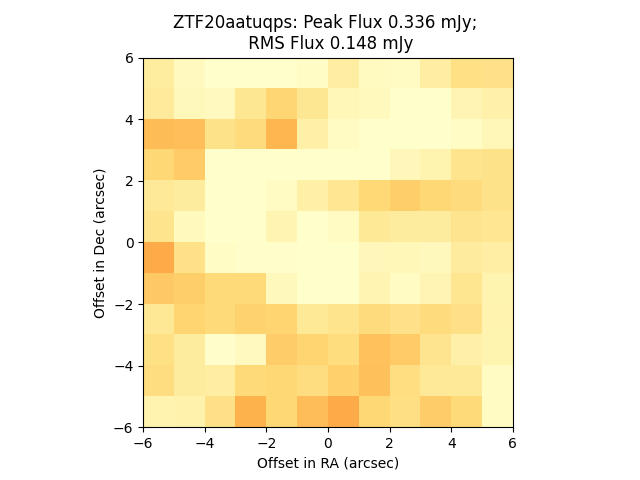 ZTF20aatuqps: Peak Flux 0.336 mJy;
RMS Flux 0.148 mJy
6
4
2
0
−2
−4
−6
Offset in Dec (arcsec)
−6 −4 −2 0 2 4 6
Offset in RA (arcsec)